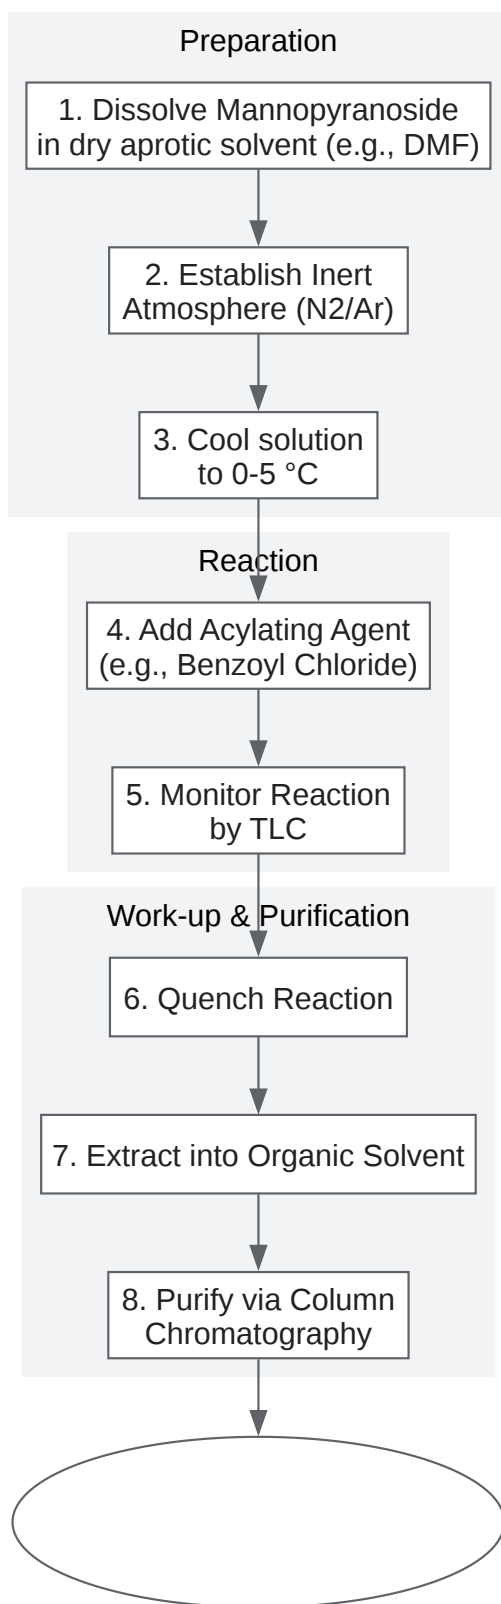 Preparation
1. Dissolve Mannopyranoside
in dry aprotic solvent (e.g., DMF)
2. Establish Inert
Atmosphere (N2/Ar)
3. Cool solution
to 0-5 °C
Reaction
4. Add Acylating Agent
(e.g., Benzoyl Chloride)
5. Monitor Reaction
by TLC
Work-up & Purification
6. Quench Reaction
7. Extract into Organic Solvent
8. Purify via Column
Chromatography